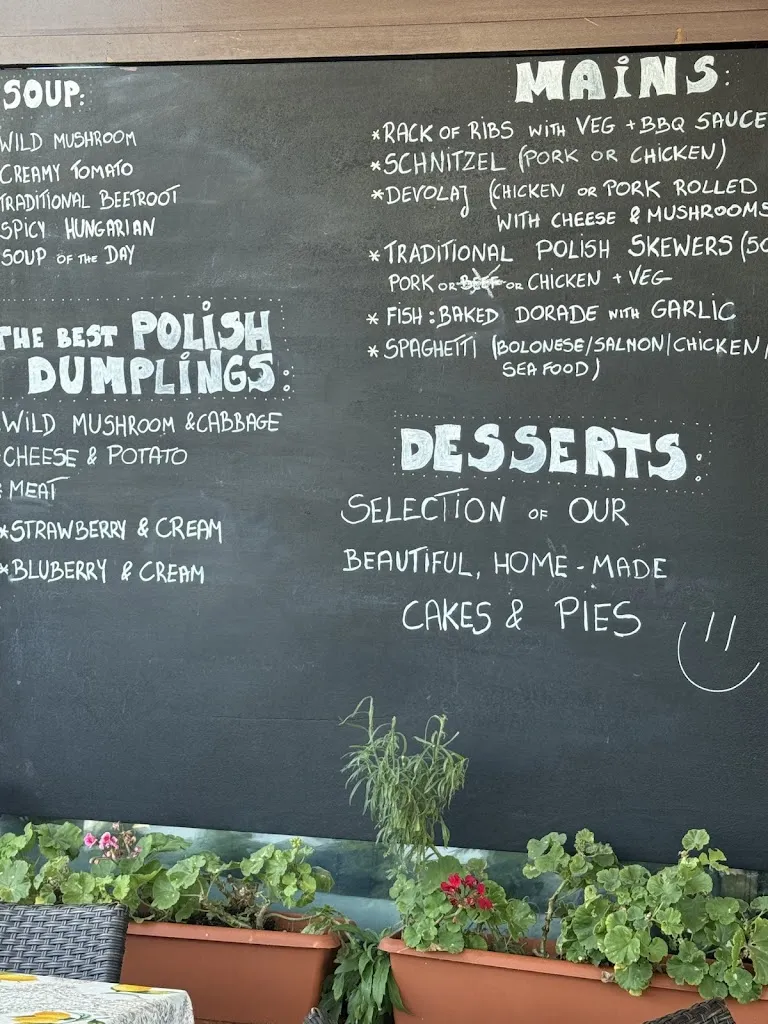 SOUP:
WILD MUSHROOM
CREAMY TOMATO
TRADITIONAL BEETROOT
SPICY HUNGARIAN
SOUP OF THE DAY
THE BEST POLISH
DUMPLINGS:
WILD MUSHROOM & CABBAGE
CHEESE & POTATO
MEAT
*STRAWBERRY & CREAM
*BLUBERRY & CREAM
MAINS:
*RACK OF RIBS WITH VEG + BBQ SAUCE
*SCHNITZEL (PORK OR CHICKEN)
*DEVOLAJ (CHICKEN OR PORK ROLLED
WITH CHEESE & MUSHROOMS
*TRADITIONAL POLISH SKEWERS
PORK OR BEEF OR CHICKEN + VEG
* FISH: BAKED DORADE WITH GARLIC
* SPAGHETTI (BOLONESE/SALMON/CHICKEN/
SEA FOOD)
DESSERTS:
SELECTION OF OUR
BEAUTIFUL, HOME-MADE
CAKES & PIES